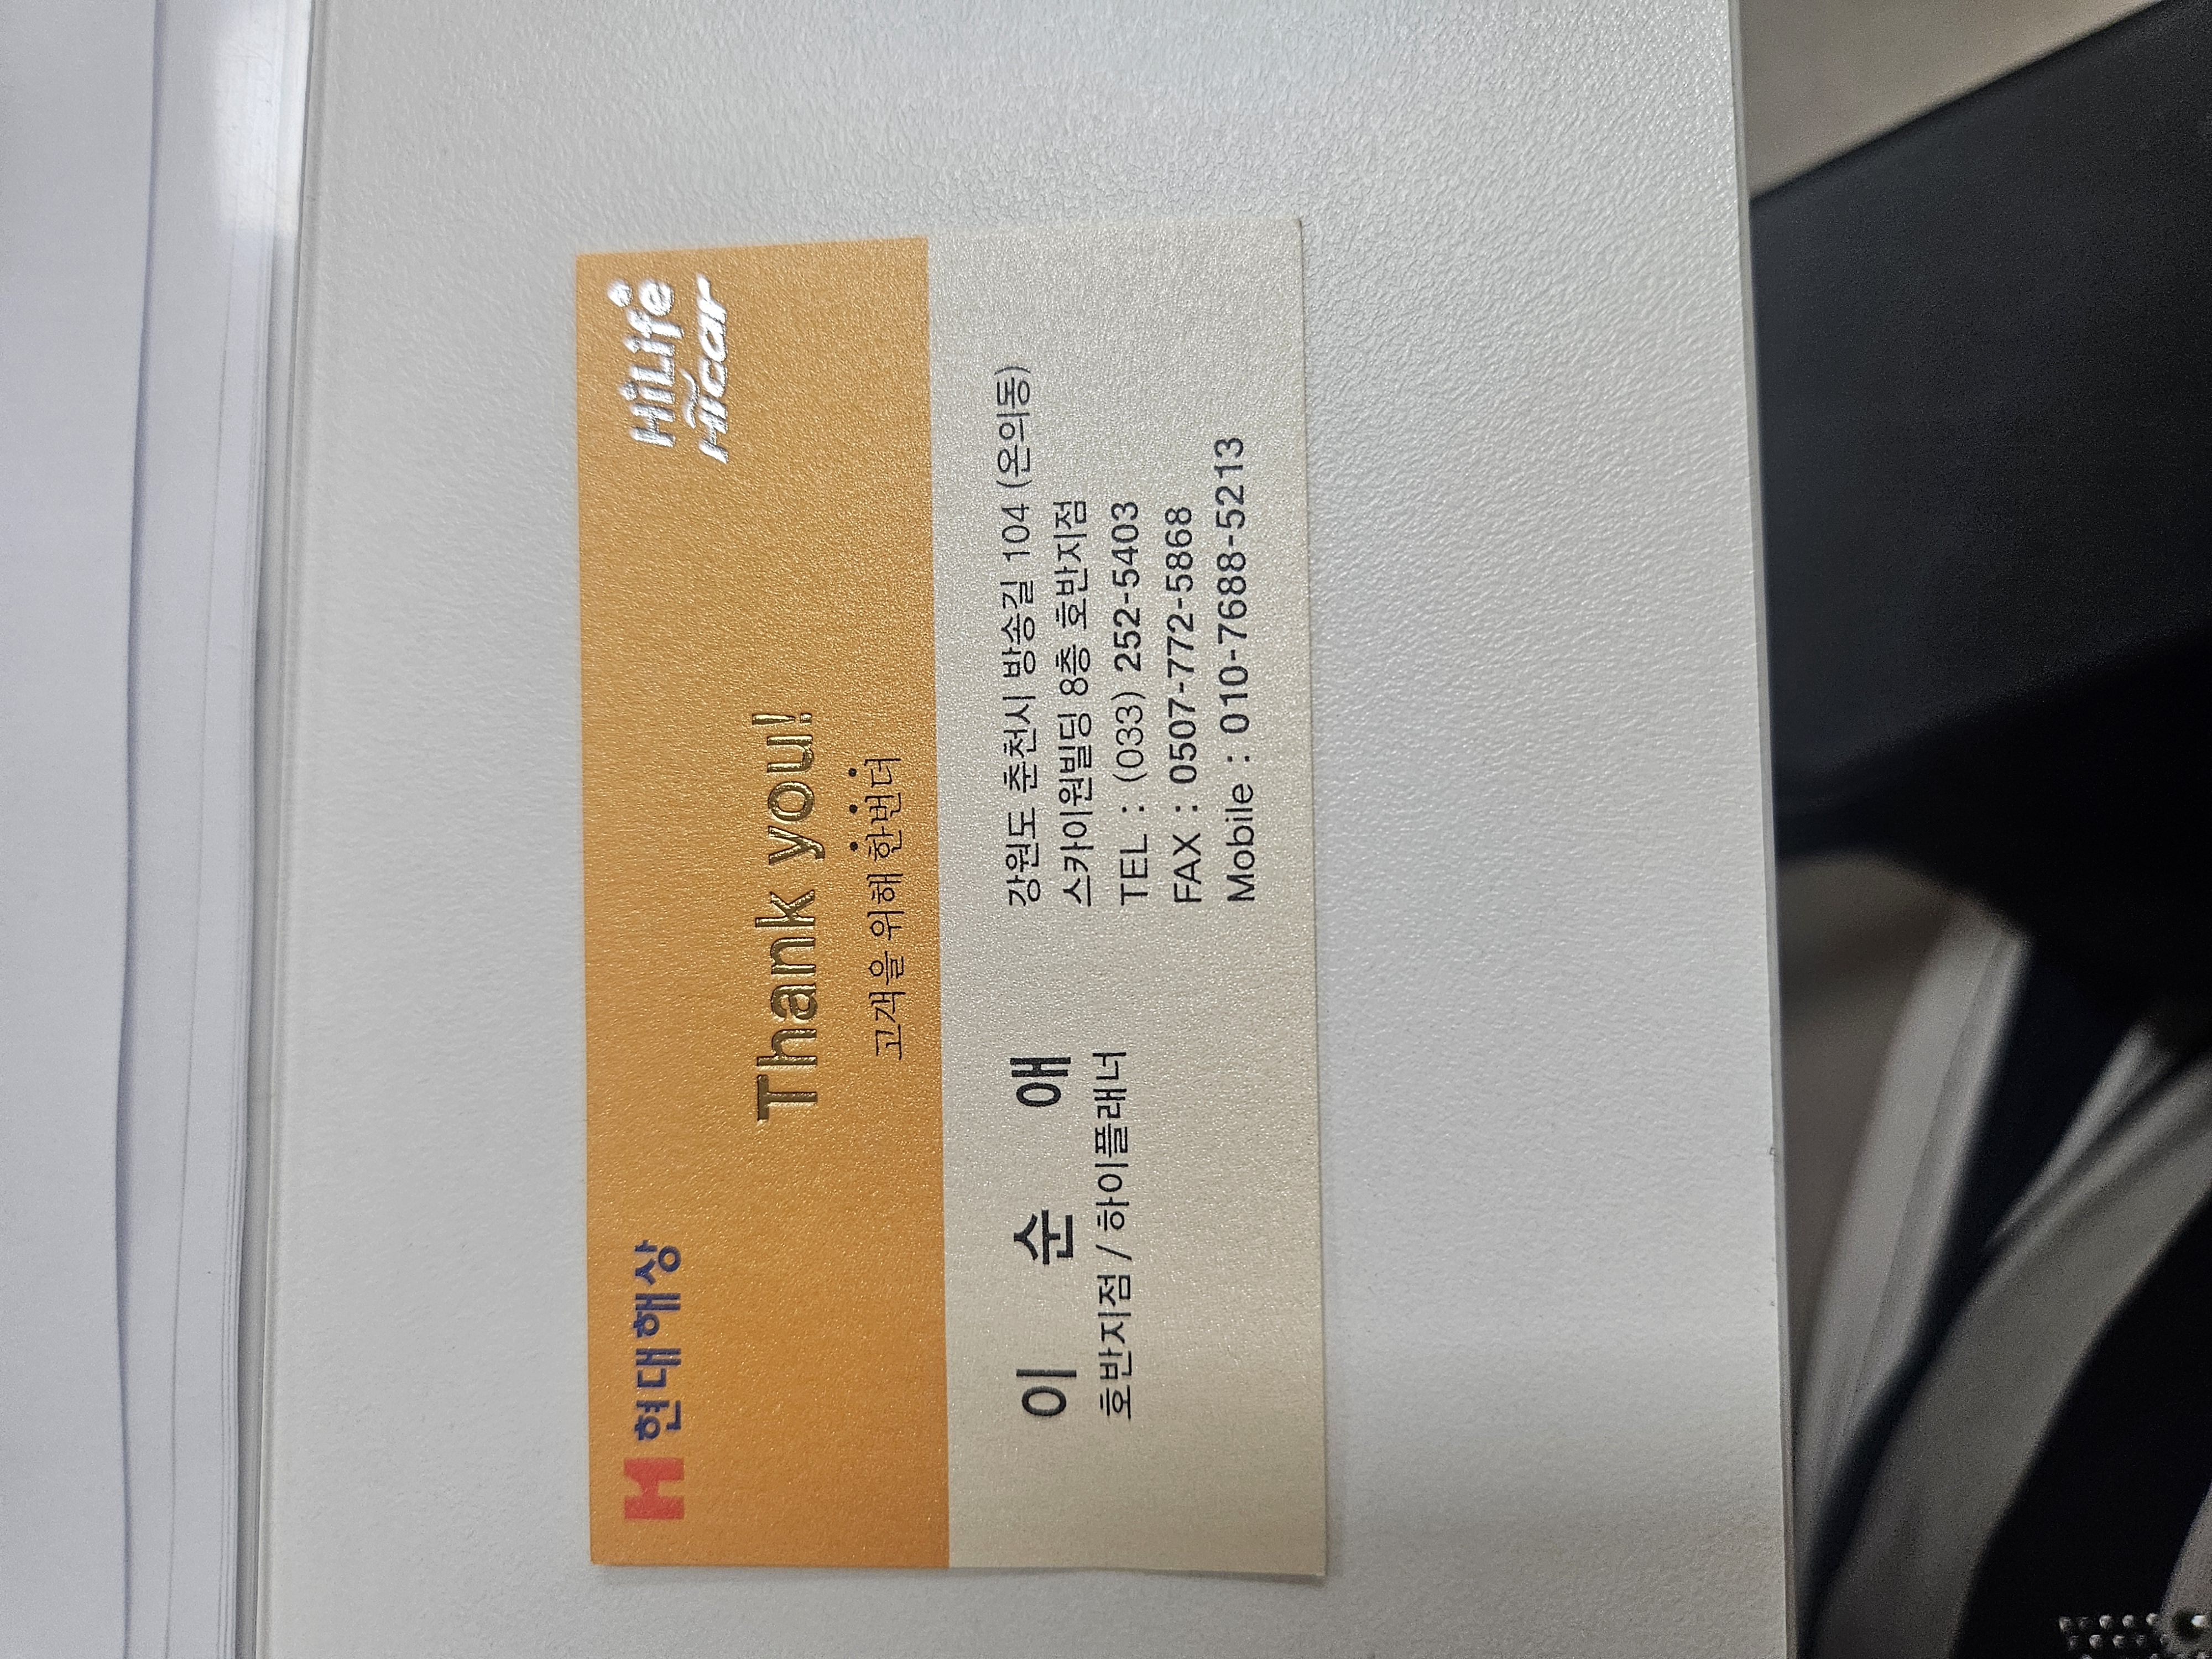 현대해상
HiLife
Hicar
Thank you!
고객을 위해 한번더
이 순 애
호반지점 / 하이플래너
강원도 춘천시 방송길 104 (온의동)
스카이원빌딩 8층 호반지점
TEL : (033) 252-5403
FAX : 0507-772-5868
Mobile : 010-7688-5213